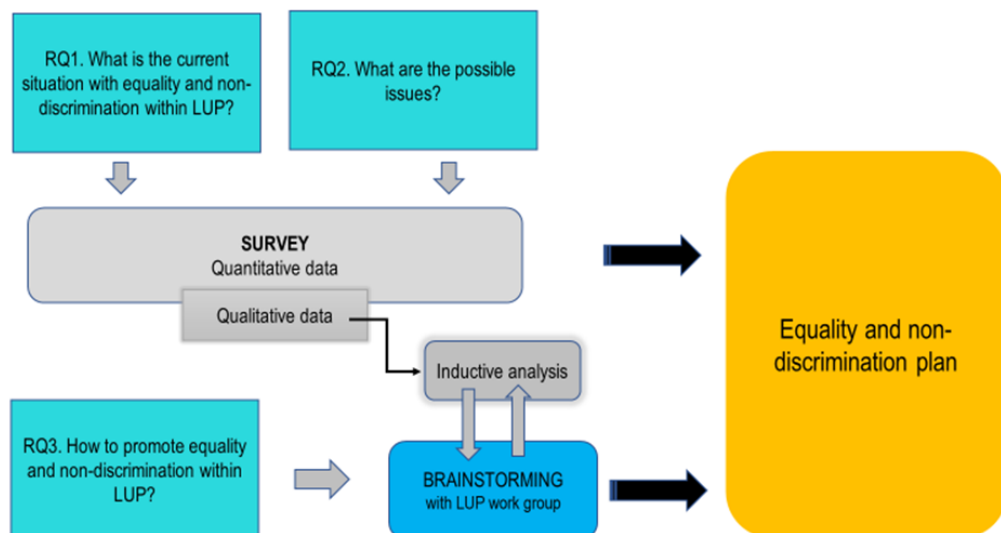 RQ1. What is the current
situation with equality and non-
discrimination within LUP?
RQ2. What are the possible
issues?
SURVEY
Quantitative data
Qualitative data
Inductive analysis
Equality and non-
discrimination plan
RQ3. How to promote equality
and non-discrimination within
LUP?
BRAINSTORMING
with LUP work group